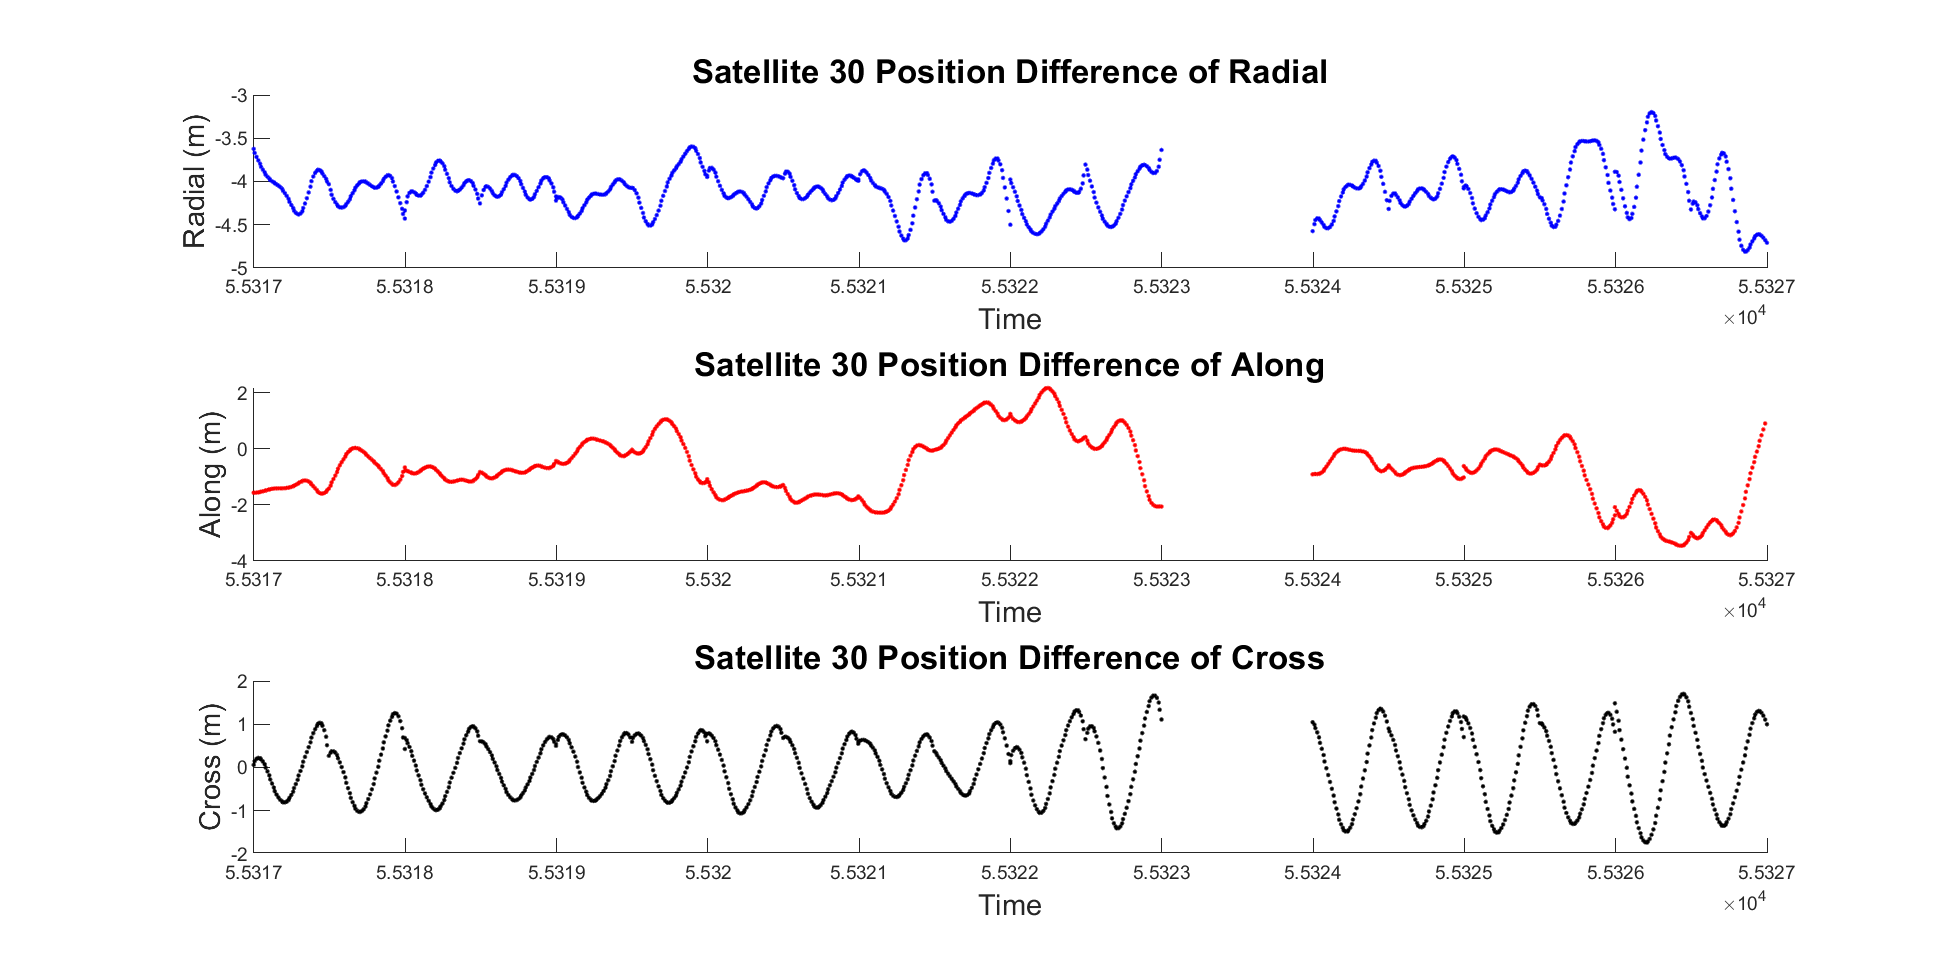 Satellite 30 Position Difference of Radial
Radial (m)
-3
-3.5
-4
-4.5
-5
5.5317 5.5318 5.5319 5.532 5.5321 5.5322 5.5323 5.5324 5.5325 5.5326 5.5327
Time
×10^4
Satellite 30 Position Difference of Along
Along (m)
2
0
-2
-4
5.5317 5.5318 5.5319 5.532 5.5321 5.5322 5.5323 5.5324 5.5325 5.5326 5.5327
Time
×10^4
Satellite 30 Position Difference of Cross
Cross (m)
2
1
0
-1
-2
5.5317 5.5318 5.5319 5.532 5.5321 5.5322 5.5323 5.5324 5.5325 5.5326 5.5327
Time
×10^4